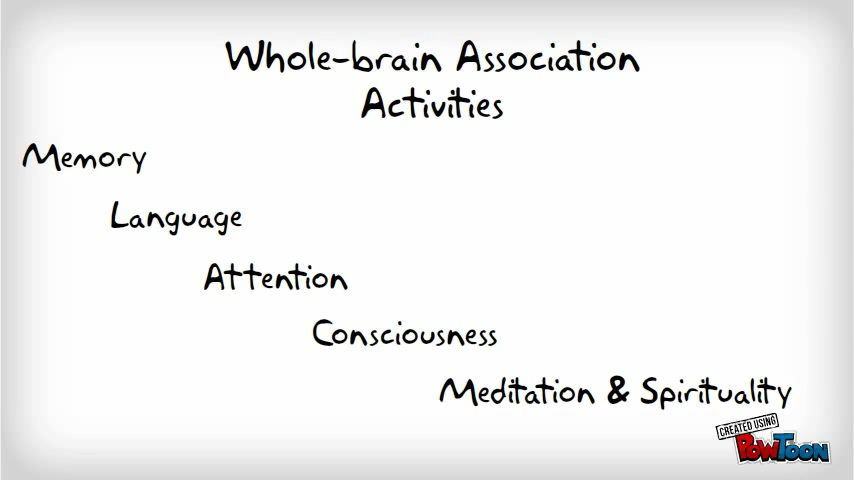 Whole-brain Association
Activities
Memory
Language
Attention
Consciousness
Meditation & Spirituality
CREATED USING
POWTOON